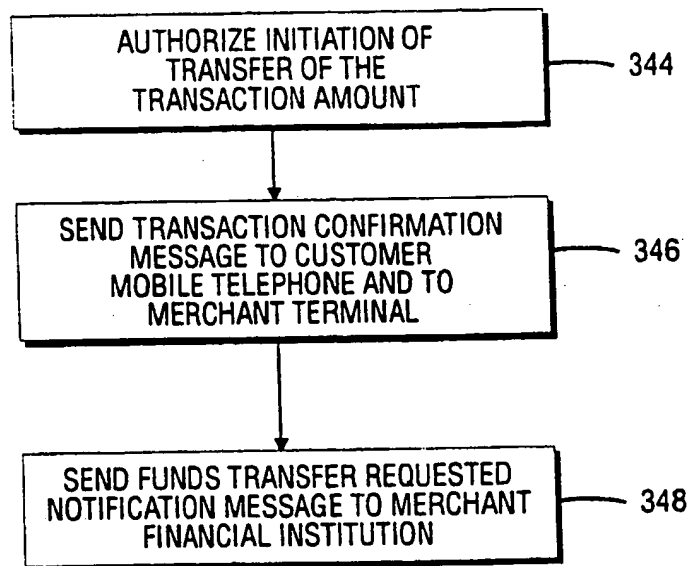 AUTHORIZE INITIATION OF
TRANSFER OF THE
TRANSACTION AMOUNT
344
SEND TRANSACTION CONFIRMATION
MESSAGE TO CUSTOMER
MOBILE TELEPHONE AND TO
MERCHANT TERMINAL
346
SEND FUNDS TRANSFER REQUESTED
NOTIFICATION MESSAGE TO MERCHANT
FINANCIAL INSTITUTION
348